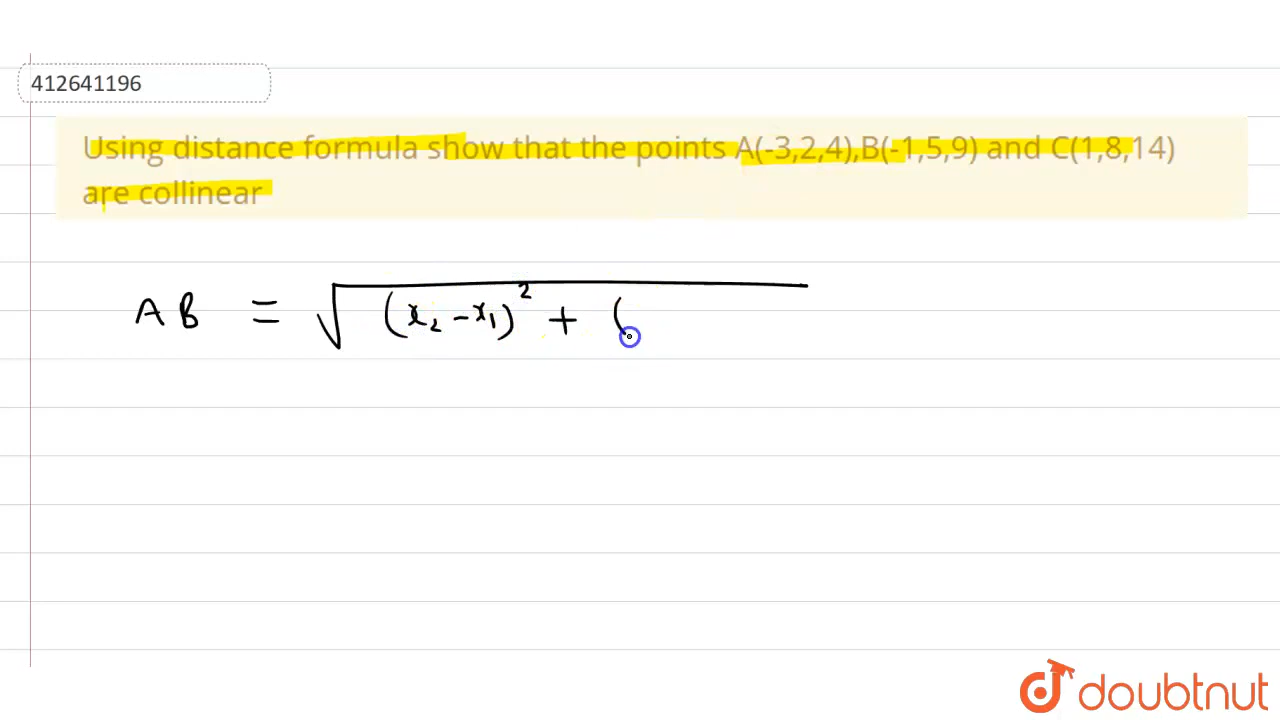 412641196
Using distance formula show that the points A(-3,2,4),B(-1,5,9) and C(1,8,14)
are collinear
AB = √(x₂-x₁)² + (
doubtnut